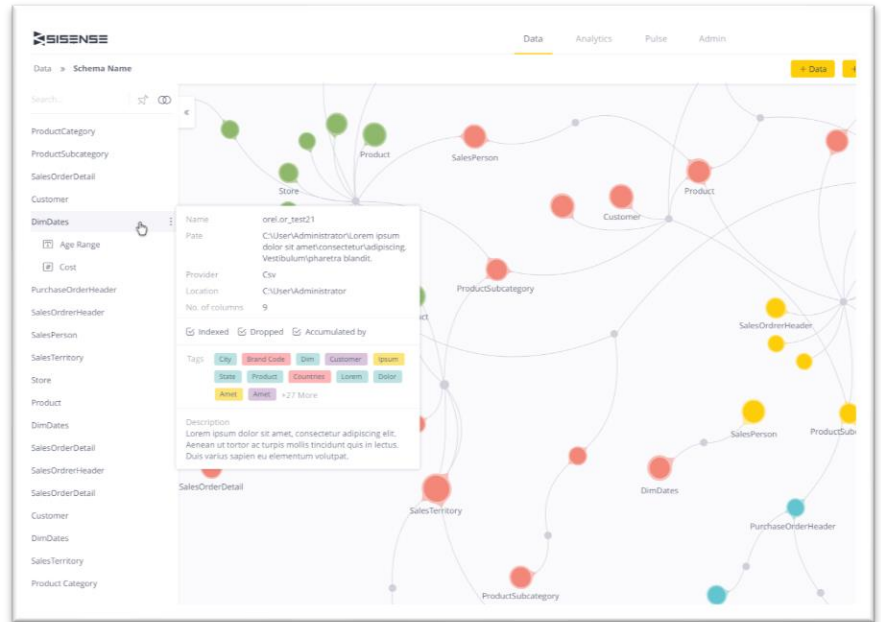 SISENSE
Data Analytics Pulse Admin
Data » Schema Name
+ Data +
Search...
«
ProductCategory
ProductSubcategory
SalesOrderDetail
Customer
DimDates
Age Range
Cost
PurchaseOrderHeader
SalesOrdrerHeader
SalesPerson
SalesTerritory
Store
Product
DimDates
SalesOrderDetail
SalesOrdrerHeader
SalesOrderDetail
Customer
DimDates
SalesTerritory
Product Category
Name orel.or_test21
Pate C:\User\Administrator\Lorem ipsum
dolor sit amet\consectetur\adipiscing.
Vestibulum\pharetra blandit.
Provider Csv
Location C:\User\Administrator
No. of columns 9
Indexed Dropped Accumulated by
Tags City Brand Code Dim Customer Ipsum
State Product Countries Lorem Dolor
Amet Amet +27 More
Description
Lorem ipsum dolor sit amet, consectetur adipiscing elit.
Aenean ut tortor ac turpis mollis tincidunt quis in lectus.
Duis varius sapien eu elementum volutpat.
Product
SalesPerson
Store
Product
Customer
ProductSubcategory
ct
SalesOrdrerHeader
SalesPerson
ProductSub
SalesOrderDetail
DimDates
SalesTerritory
PurchaseOrderHeader
ProductSubcategory